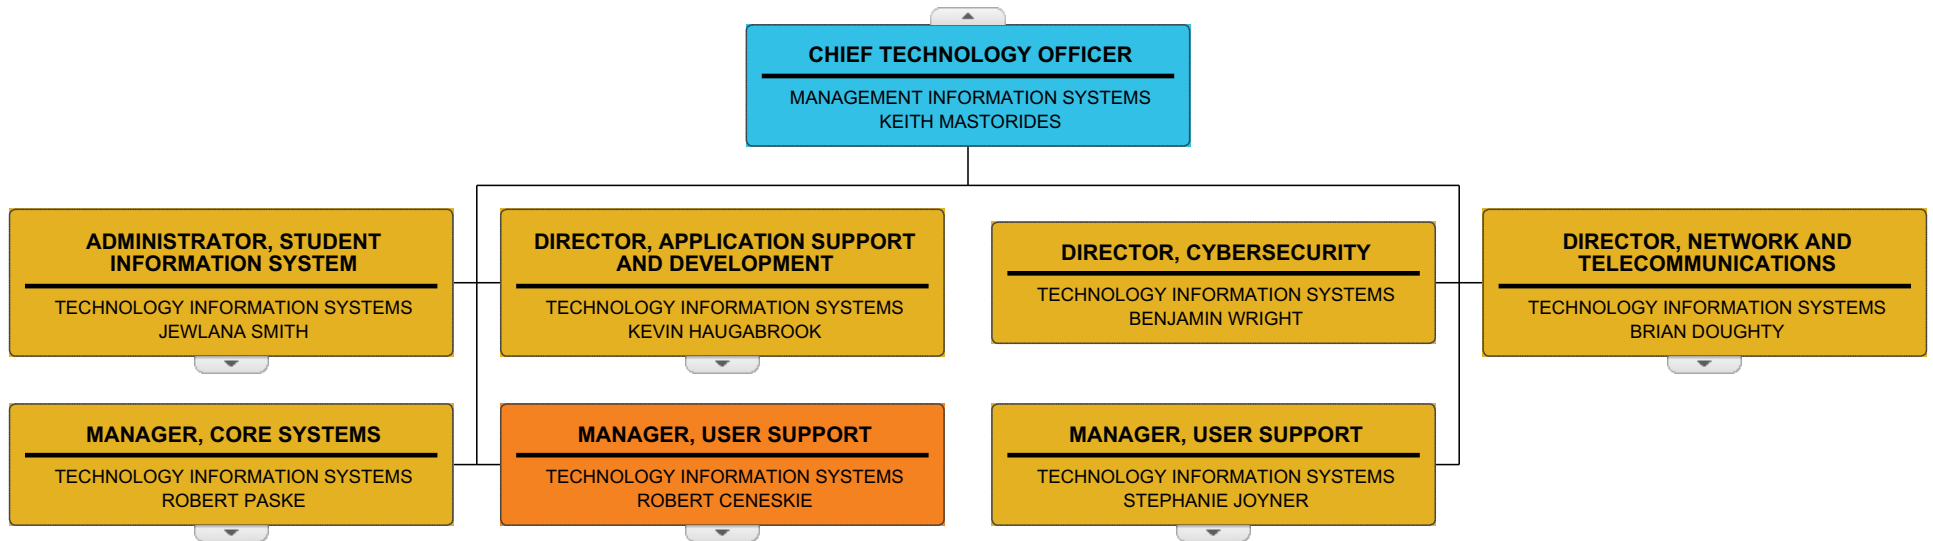 CHIEF TECHNOLOGY OFFICER
MANAGEMENT INFORMATION SYSTEMS
KEITH MASTORIDES
ADMINISTRATOR, STUDENT
INFORMATION SYSTEM
TECHNOLOGY INFORMATION SYSTEMS
JEWLANA SMITH
DIRECTOR, APPLICATION SUPPORT
AND DEVELOPMENT
TECHNOLOGY INFORMATION SYSTEMS
KEVIN HAUGABROOK
DIRECTOR, CYBERSECURITY
TECHNOLOGY INFORMATION SYSTEMS
BENJAMIN WRIGHT
DIRECTOR, NETWORK AND
TELECOMMUNICATIONS
TECHNOLOGY INFORMATION SYSTEMS
BRIAN DOUGHTY
MANAGER, CORE SYSTEMS
TECHNOLOGY INFORMATION SYSTEMS
ROBERT PASKE
MANAGER, USER SUPPORT
TECHNOLOGY INFORMATION SYSTEMS
ROBERT CENESKIE
MANAGER, USER SUPPORT
TECHNOLOGY INFORMATION SYSTEMS
STEPHANIE JOYNER